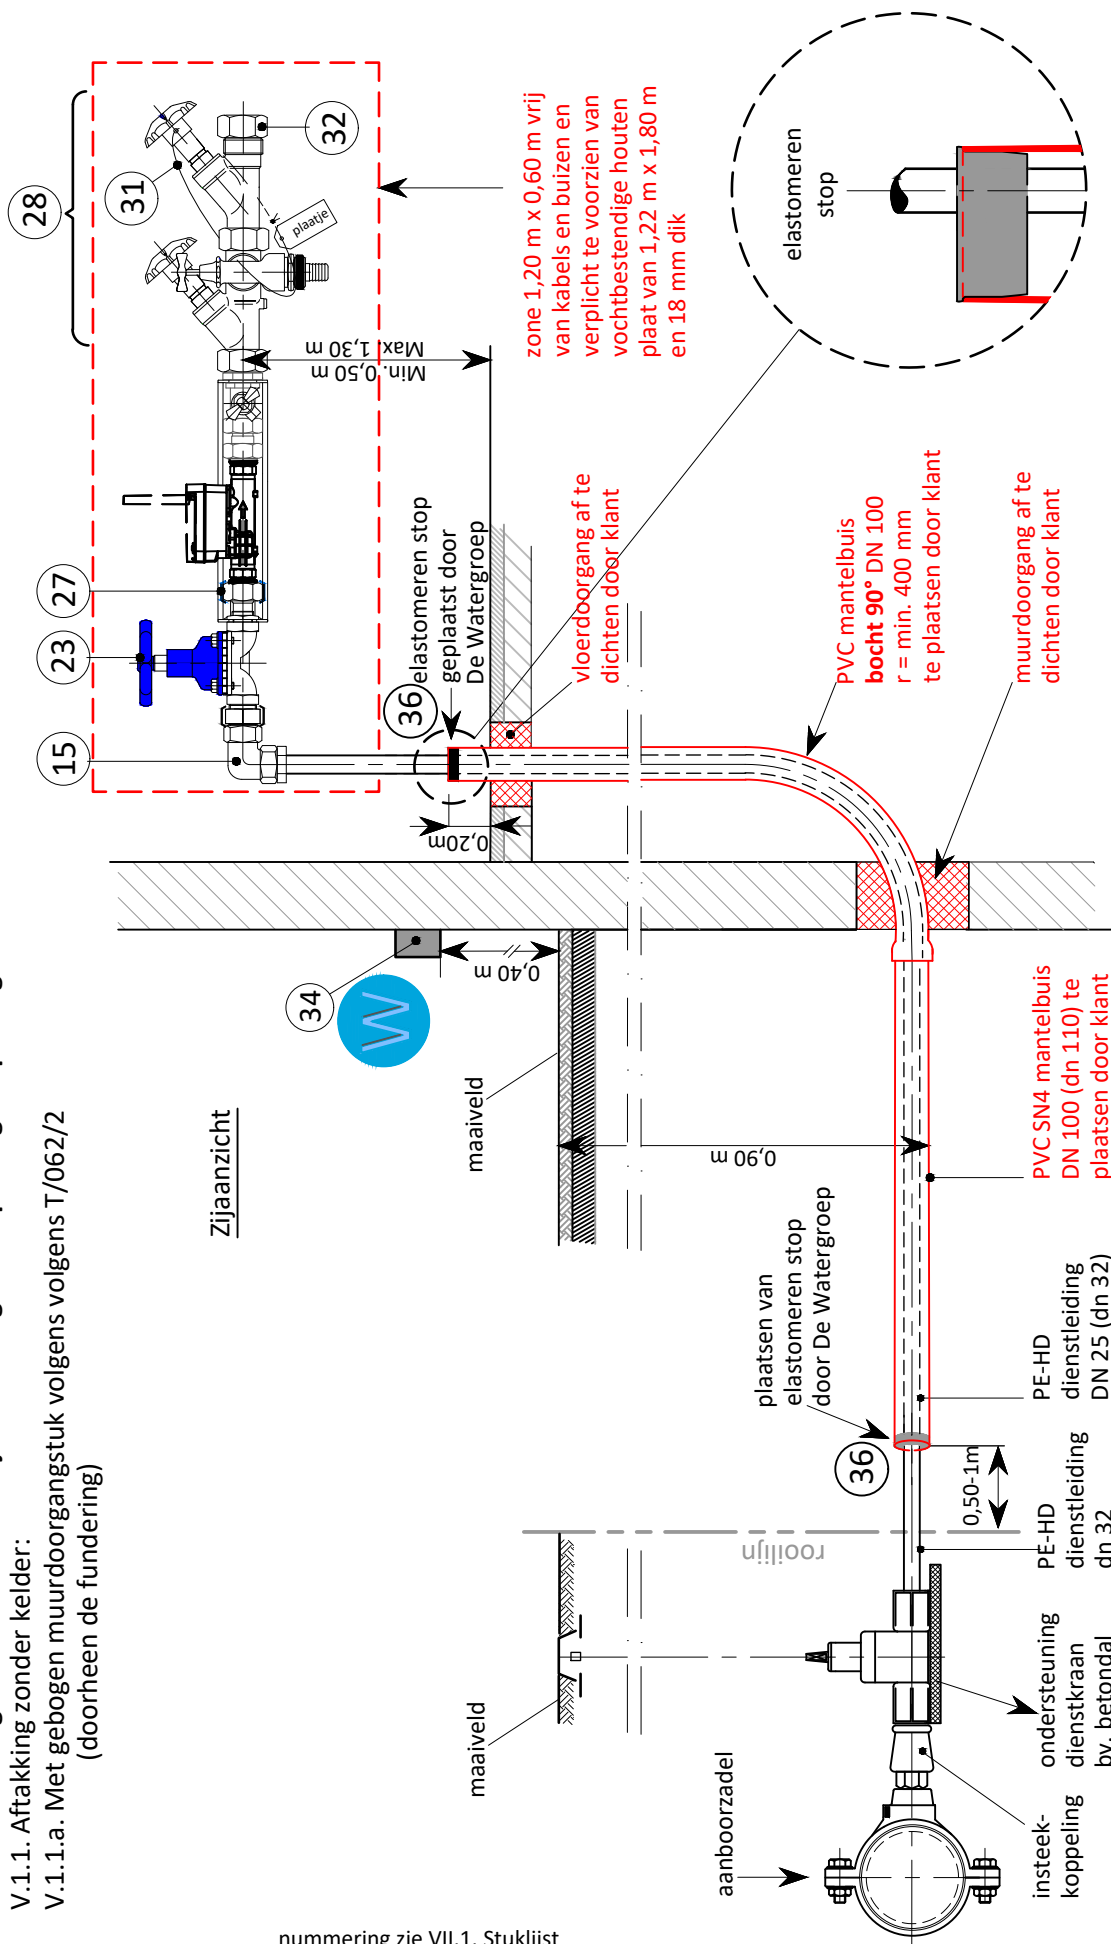 V.1.1. Aftakking zonder kelder:
V.1.1.a. Met gebogen muurdoorgangstuk volgens volgens T/062/2
(doorheen de fundering)
Zijaanzicht
28
31
32
plaatje
27
23
15
Min. 0,50 m
Max. 1,30 m
zone 1,20 m x 0,60 m vrij
van kabels en buizen en
verplicht te voorzien van
vochtbestendige houten
plaat van 1,22 m x 1,80 m
en 18 mm dik
elastomeren
stop
36
elastomeren stop
geplaatst door
De Watergroep
vloerdoorgang af te
dichten door klant
0,20m
34
W
0,40 m
maaiveld
0,90 m
PVC mantelbuis
bocht 90° DN 100
r = min. 400 mm
te plaatsen door klant
muurdoorgang af te
dichten door klant
plaatsen van
elastomeren stop
door De Watergroep
36
0,50-1m
rooilijn
maaiveld
aanboorzadel
insteek-
koppeling
ondersteuning
dienstkraan
bv. betondal
PE-HD
dienstleiding
dn 32
PE-HD
dienstleiding
DN 25 (dn 32)
PVC SN4 mantelbuis
DN 100 (dn 110) te
plaatsen door klant
nummering zie VII.1. Stuklijst